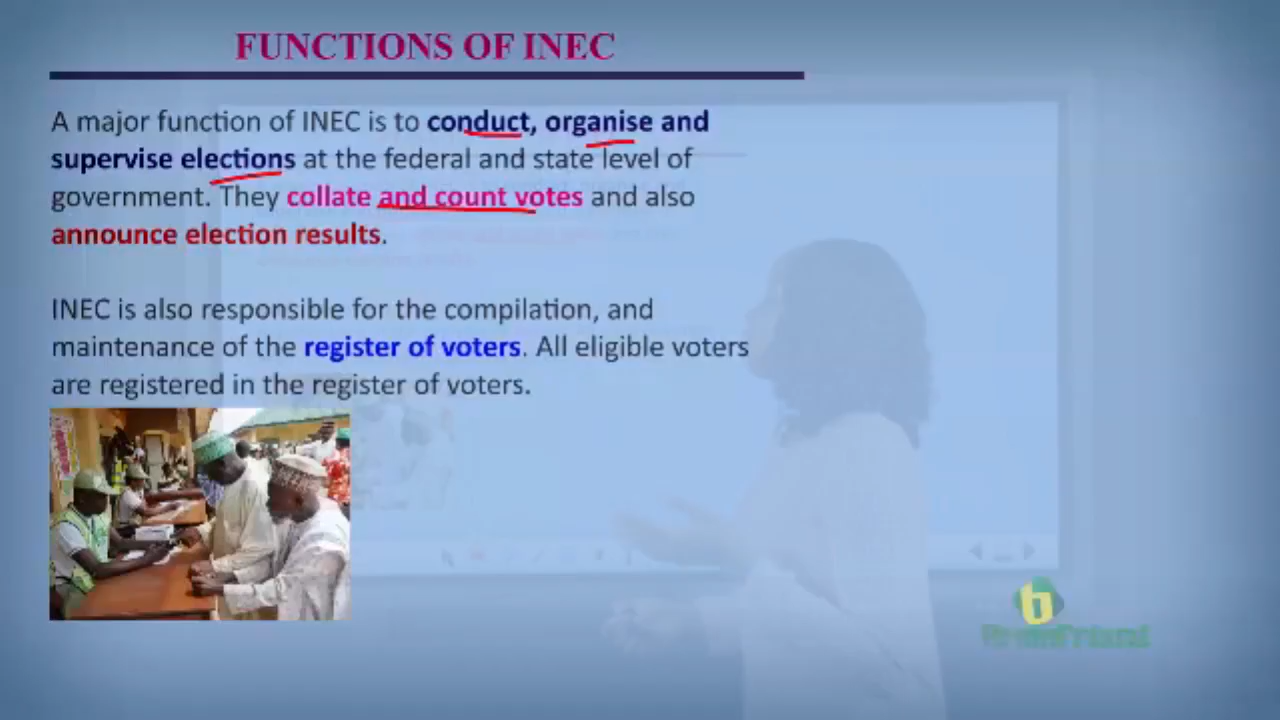 FUNCTIONS OF INEC
A major function of INEC is to conduct, organise and
supervise elections at the federal and state level of
government. They collate and count votes and also
announce election results.
INEC is also responsible for the compilation, and
maintenance of the register of voters. All eligible voters
are registered in the register of voters.
b